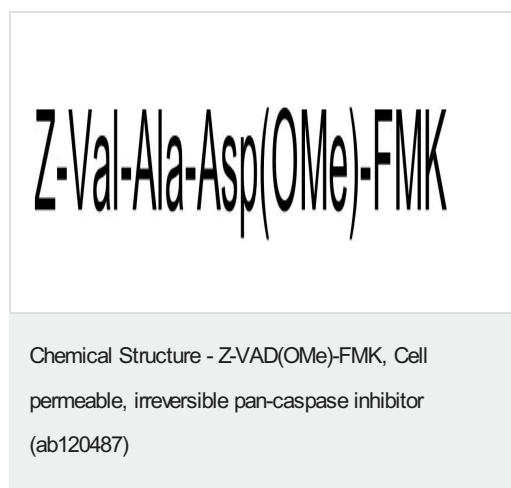 Z-Val-Ala-Asp(OMe)-FMK
Chemical Structure - Z-VAD(OMe)-FMK, Cell
permeable, irreversible pan-caspase inhibitor
(ab120487)